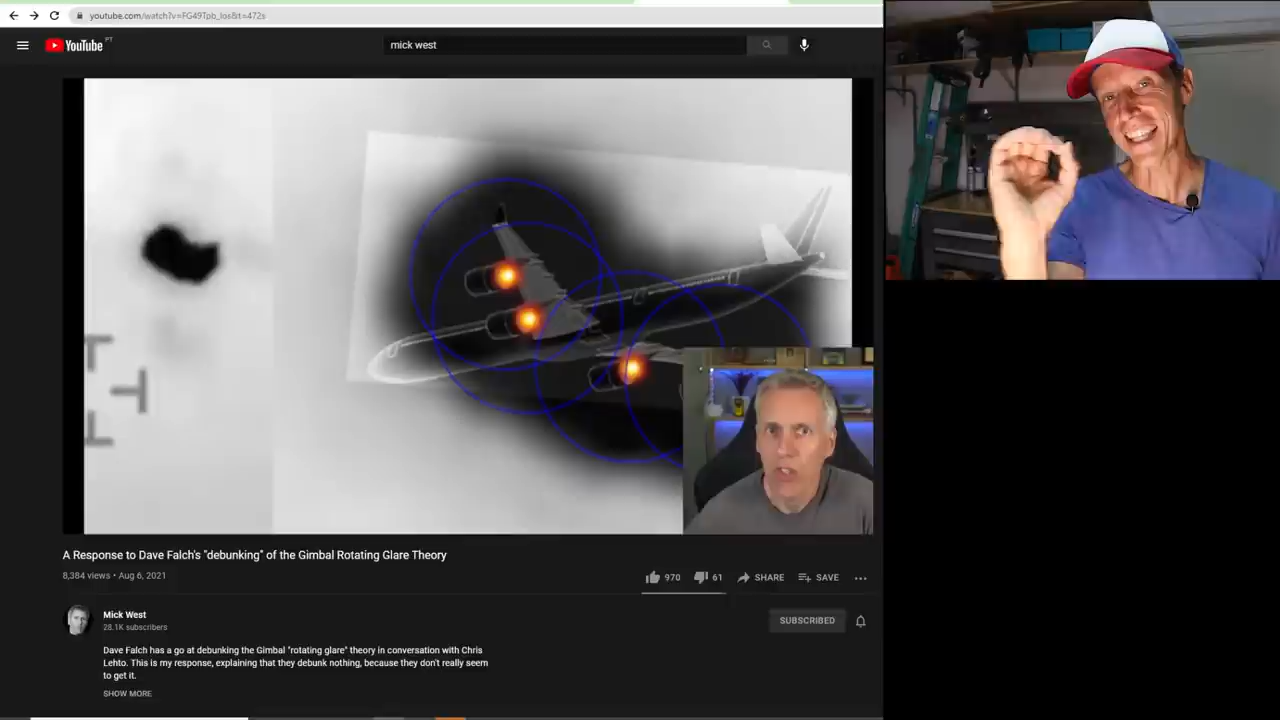 youtube.com/watch?v=FG49Tpb_Ios&t=472s
YouTube PT
mick west
A Response to Dave Falch's "debunking" of the Gimbal Rotating Glare Theory
8,384 views • Aug 6, 2021
970
61
SHARE
SAVE
Mick West
28.1K subscribers
SUBSCRIBED
Dave Falch has a go at debunking the Gimbal "rotating glare" theory in conversation with Chris
Lehto. This is my response, explaining that they debunk nothing, because they don't really seem
to get it.
SHOW MORE